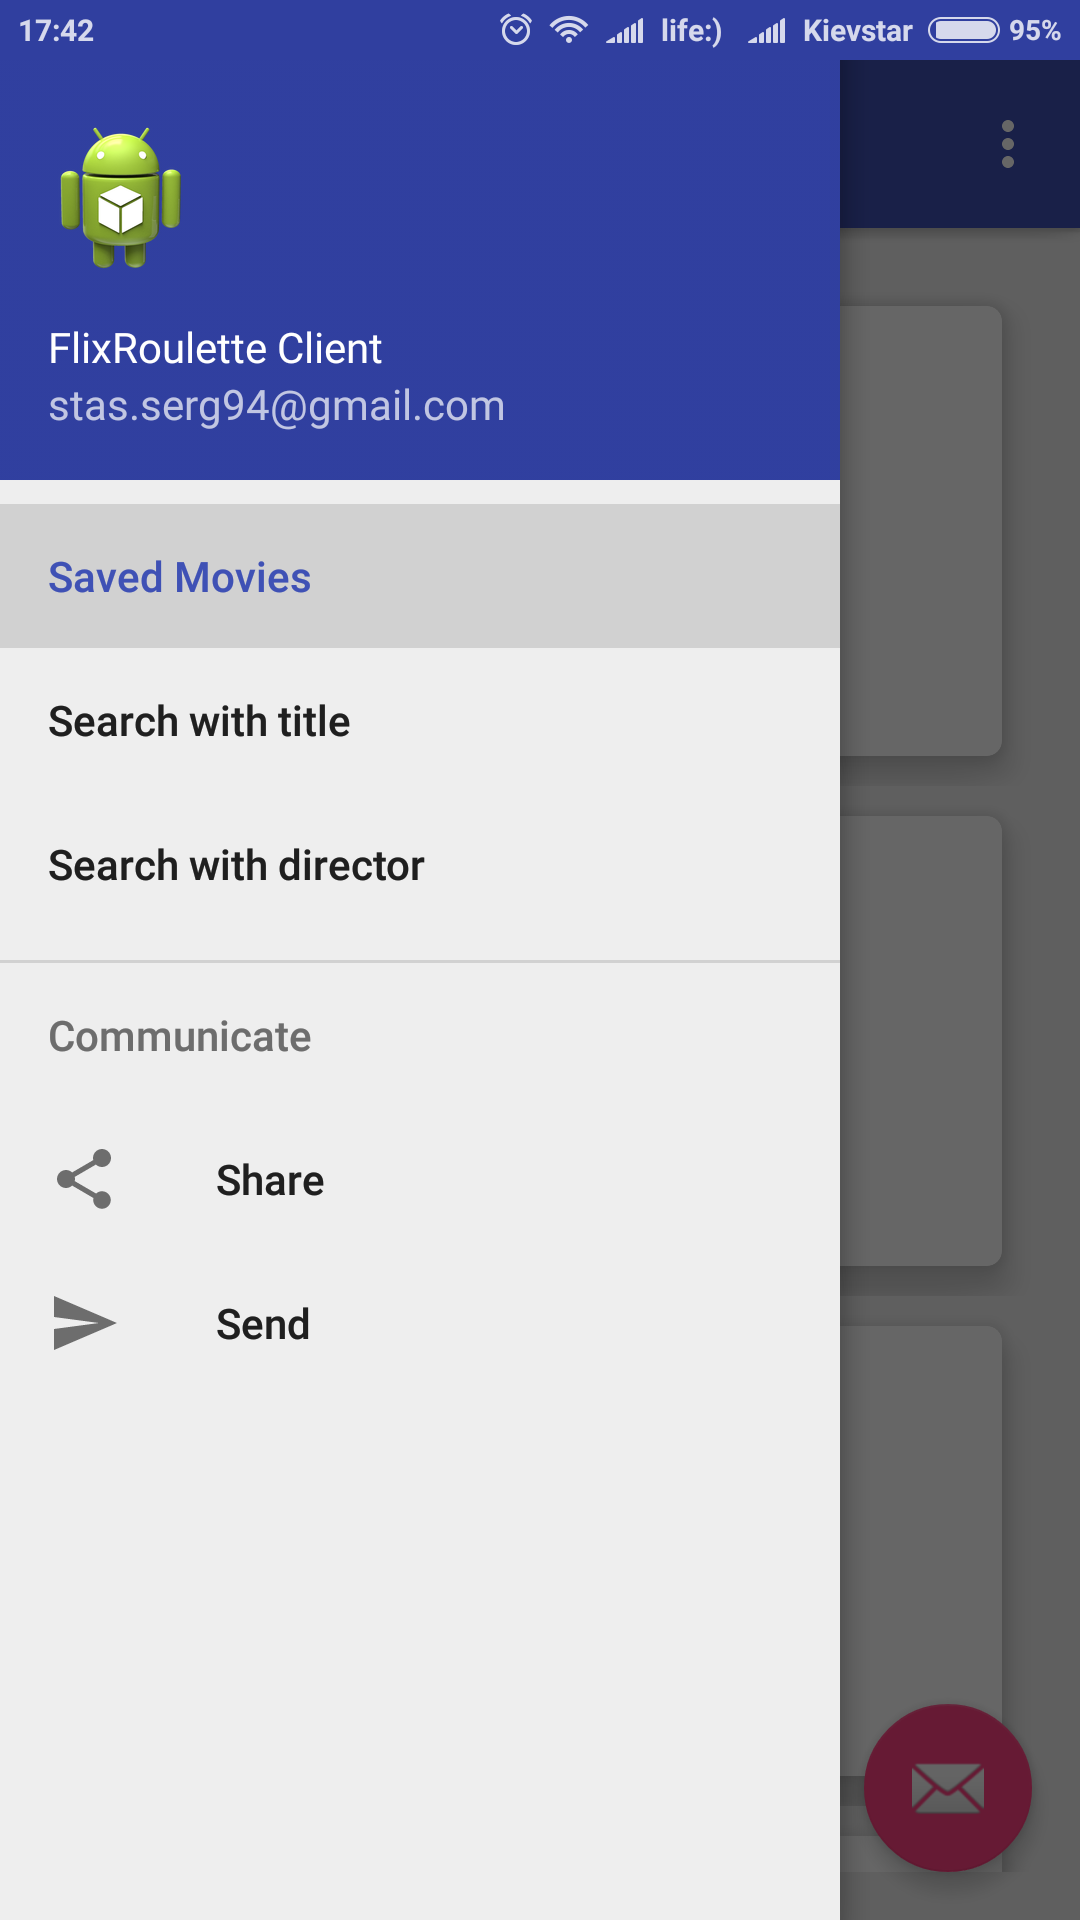 17:42 life:) Kievstar 95%
FlixRoulette Client
stas.serg94@gmail.com
Saved Movies
Search with title
Search with director
Communicate
Share
Send